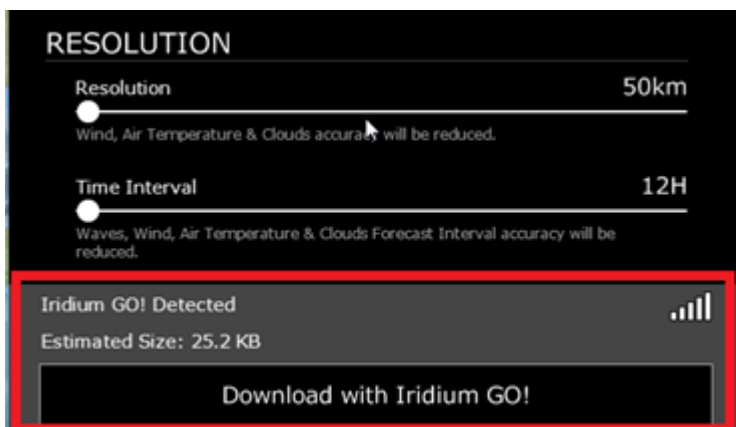 RESOLUTION
Resolution 50km
Wind, Air Temperature & Clouds accuracy will be reduced.
Time Interval 12H
Waves, Wind, Air Temperature & Clouds Forecast Interval accuracy will be
reduced.
Iridium GO! Detected
Estimated Size: 25.2 KB
Download with Iridium GO!